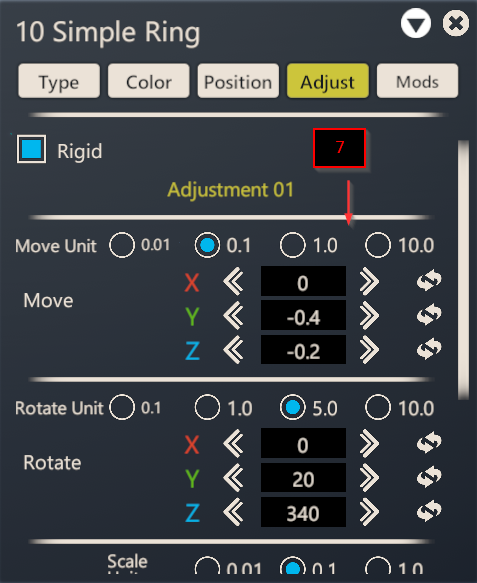 10 Simple Ring
Type Color Position Adjust Mods
Rigid
7
Adjustment 01
Move Unit 0.01 0.1 1.0 10.0
Move
X 0
Y -0.4
Z -0.2
Rotate Unit 0.1 1.0 5.0 10.0
Rotate
X 0
Y 20
Z 340
Scale
0.01 0.1 1.0